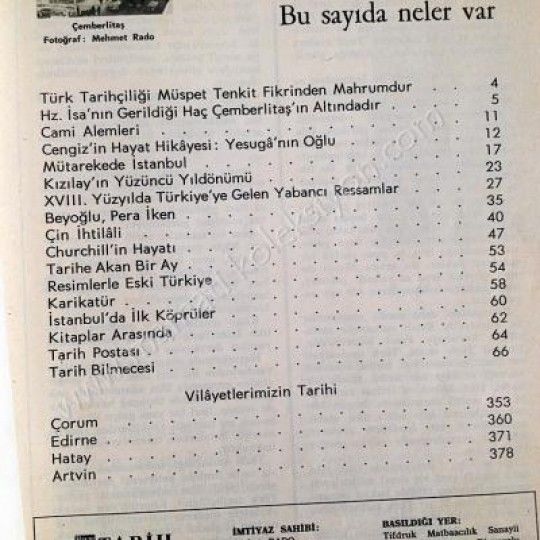 Çemberlitaş
Fotoğraf: Mehmet Rado
Bu sayıda neler var
Türk Tarihçiliği Müspet Tenkit Fikrinden Mahrumdur . . 4
Hz. İsa'nın Gerildiği Haç Çemberlitaş'ın Altındadır . . . . 5
Cami Alemleri . . . . . . . . . . 11
Cengiz'in Hayat Hikâyesi: Yesugâ'nın Oğlu . . . . . 12
Mütarekede İstanbul . . . . . . . . . 17
Kızılay'ın Yüzüncü Yıldönümü . . . . . . . 23
XVIII. Yüzyılda Türkiye'ye Gelen Yabancı Ressamlar . . . 27
Beyoğlu, Pera İken . . . . . . . . . 35
Çin İhtilâli . . . . . . . . . . 40
Churchill'in Hayatı . . . . . . . . . 47
Tarihe Akan Bir Ay . . . . . . . . . 53
Resimlerle Eski Türkiye . . . . . . . . 54
Karikatür . . . . . . . . . . 58
İstanbul'da İlk Köprüler . . . . . . . . 60
Kitaplar Arasında . . . . . . . . . 62
Tarih Postası . . . . . . . . . . 64
Tarih Bilmecesi . . . . . . . . . 66
Vilâyetlerimizin Tarihi
Çorum . . . . . . . . . . . 353
Edirne . . . . . . . . . . . 360
Hatay . . . . . . . . . . . 371
Artvin . . . . . . . . . . . 378
İMTİYAZ SAHİBİ:
BASILDIĞI YER:
TARİH
RADO
Tifdruk Matbaacılık Sanayii